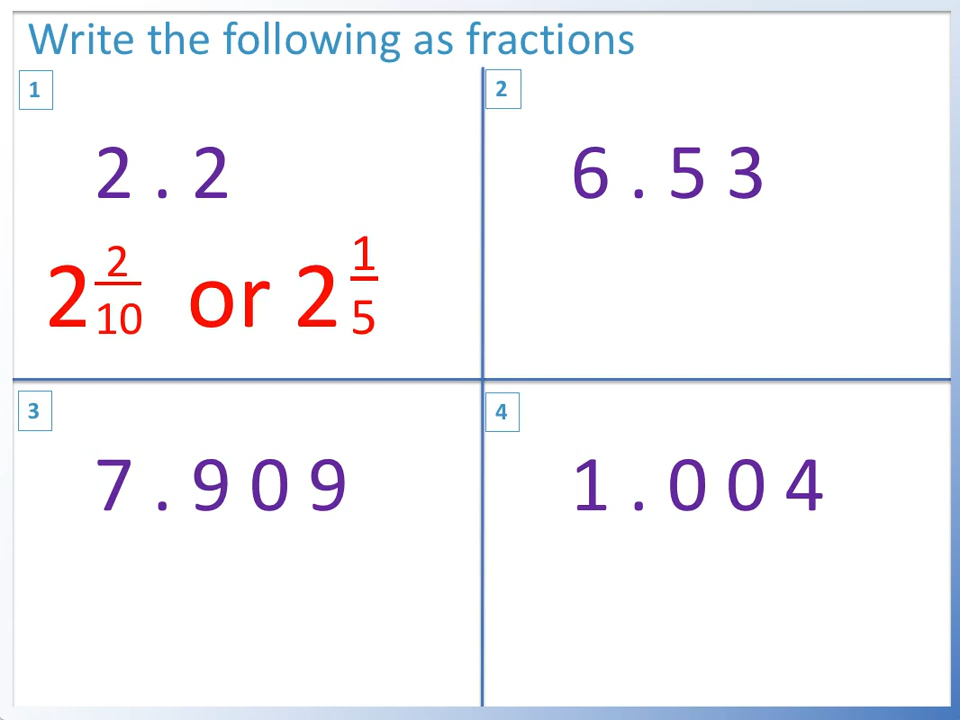 Write the following as fractions
1
2 . 2
2 2/10 or 2 1/5
2
6 . 5 3
3
7 . 9 0 9
4
1 . 0 0 4